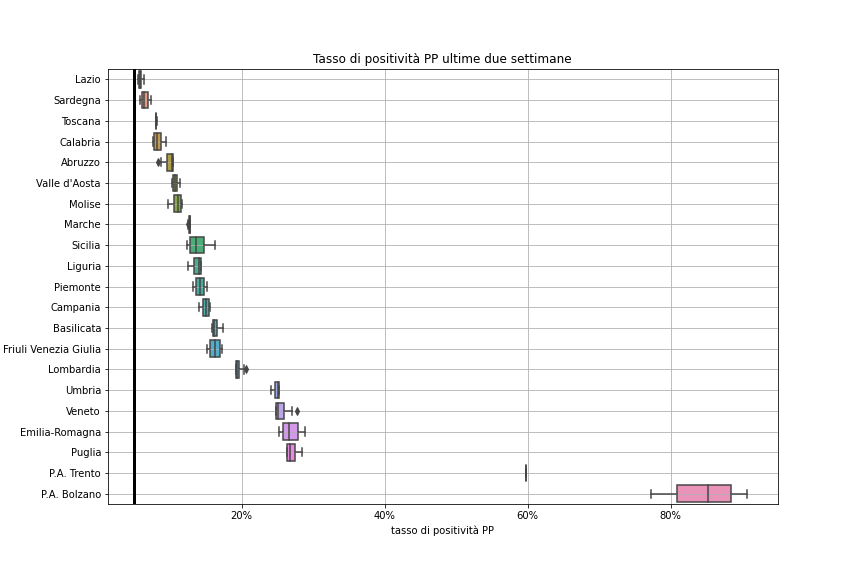 Tasso di positività PP ultime due settimane
Lazio
Sardegna
Toscana
Calabria
Abruzzo
Valle d'Aosta
Molise
Marche
Sicilia
Liguria
Piemonte
Campania
Basilicata
Friuli Venezia Giulia
Lombardia
Umbria
Veneto
Emilia-Romagna
Puglia
P.A. Trento
P.A. Bolzano
20% 40% 60% 80%
tasso di positività PP